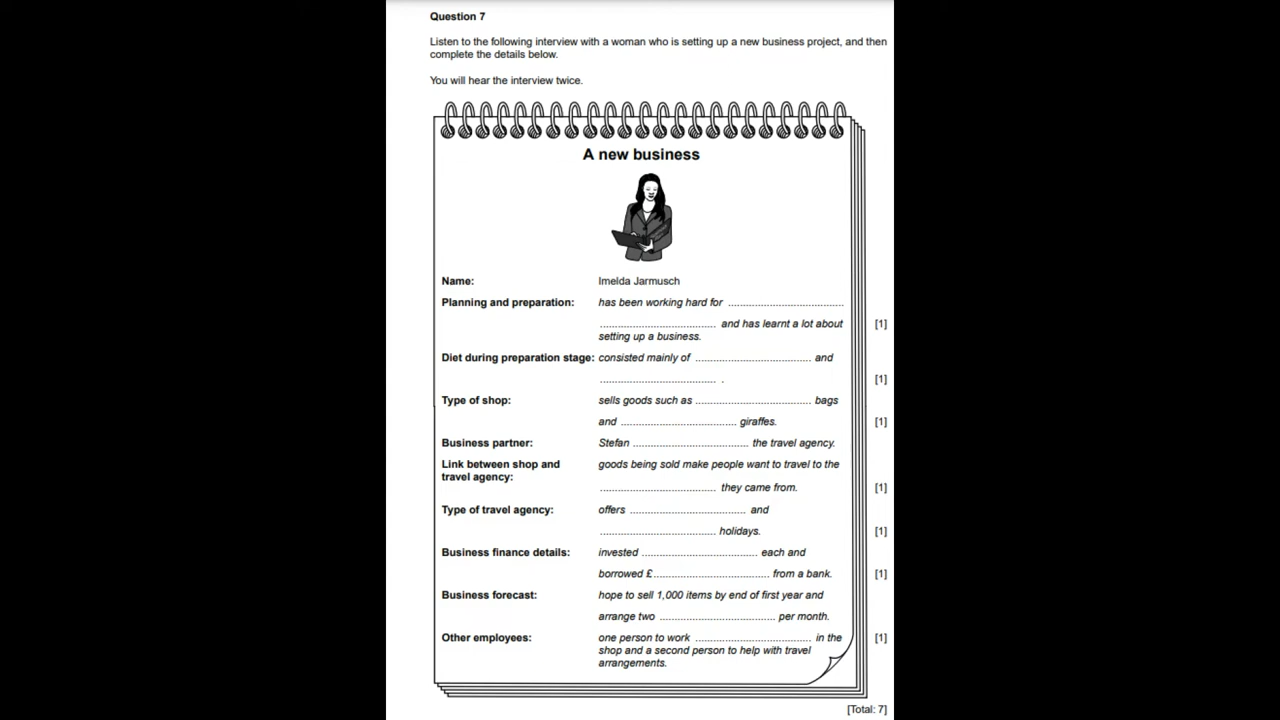 Question 7
Listen to the following interview with a woman who is setting up a new business project, and then
complete the details below.
You will hear the interview twice.
A new business
Name: Imelda Jarmusch
Planning and preparation: has been working hard for ........................................
........................................ and has learnt a lot about [1]
setting up a business.
Diet during preparation stage: consisted mainly of ........................................ and
........................................ . [1]
Type of shop: sells goods such as ........................................ bags
and ........................................ giraffes. [1]
Business partner: Stefan ........................................ the travel agency.
Link between shop and goods being sold make people want to travel to the
travel agency:
........................................ they came from. [1]
Type of travel agency: offers ........................................ and
........................................ holidays. [1]
Business finance details: invested ........................................ each and
borrowed £........................................ from a bank. [1]
Business forecast: hope to sell 1,000 items by end of first year and
arrange two ........................................ per month.
Other employees: one person to work ........................................ in the [1]
shop and a second person to help with travel
arrangements.
[Total: 7]